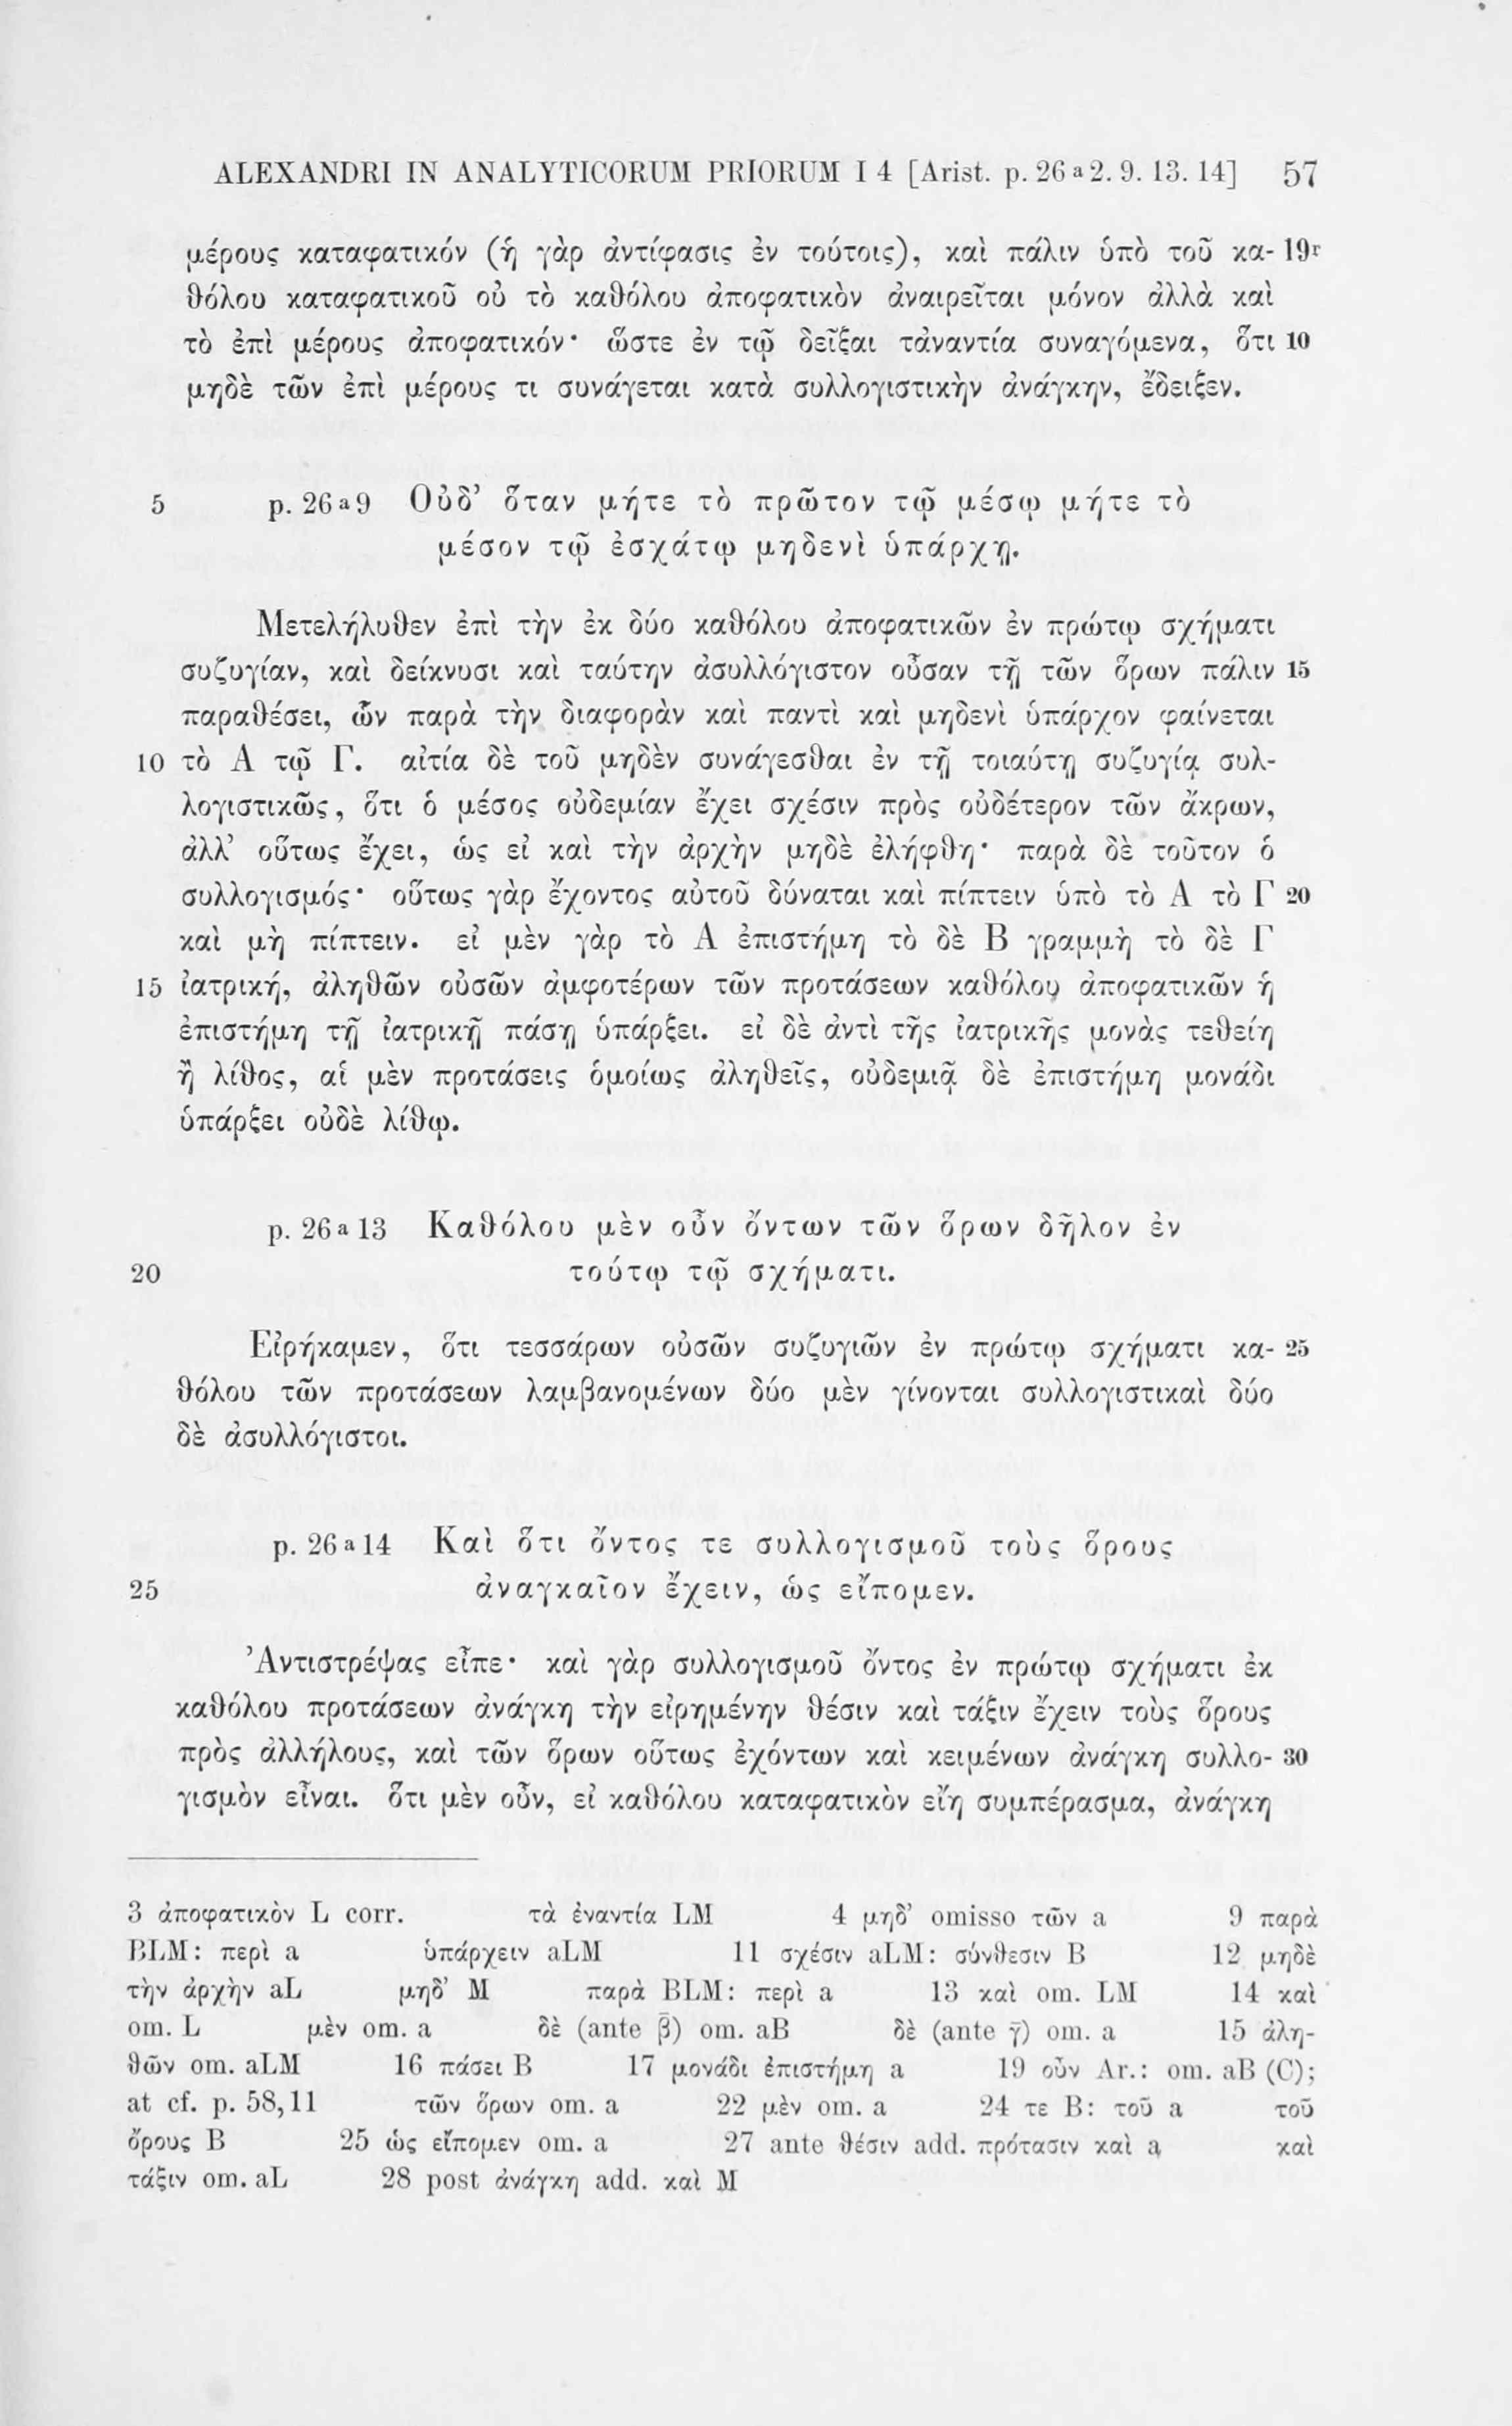 ALEXANDRI IN ANALYTICORUM PRIORUM I 4 [Arist. p. 26 a 2. 9. 13. 14] 57
μέρους καταφατικόν (ἡ γὰρ ἀντίφασις ἐν τούτοις), καὶ πάλιν ὑπὸ τοῦ κα- 19r
θόλου καταφατικοῦ οὐ τὸ καθόλου ἀποφατικὸν ἀναιρεῖται μόνον ἀλλὰ καὶ
τὸ ἐπὶ μέρους ἀποφατικόν· ὥστε ἐν τῷ δεῖξαι τἀναντία συναγόμενα, ὅτι 10
μηδὲ τῶν ἐπὶ μέρους τι συνάγεται κατὰ συλλογιστικὴν ἀνάγκην, ἔδειξεν.
5 p. 26 a 9 Οὐδ’ ὅταν μήτε τὸ πρῶτον τῷ μέσῳ μήτε τὸ
μέσον τῷ ἐσχάτῳ μηδενὶ ὑπάρχῃ.
Μετελήλυθεν ἐπὶ τὴν ἐκ δύο καθόλου ἀποφατικῶν ἐν πρώτῳ σχήματι
συζυγίαν, καὶ δείκνυσι καὶ ταύτην ἀσυλλόγιστον οὖσαν τῇ τῶν ὅρων πάλιν 15
παραθέσει, ὧν παρὰ τὴν διαφορὰν καὶ παντὶ καὶ μηδενὶ ὑπάρχον φαίνεται
10 τὸ Α τῷ Γ. αἰτία δὲ τοῦ μηδὲν συνάγεσθαι ἐν τῇ τοιαύτῃ συζυγίᾳ συλ-
λογιστικῶς, ὅτι ὁ μέσος οὐδεμίαν ἔχει σχέσιν πρὸς οὐδέτερον τῶν ἄκρων,
ἀλλ’ οὕτως ἔχει, ὡς εἰ καὶ τὴν ἀρχὴν μηδὲ ἐλήφθη· παρὰ δὲ τοῦτον ὁ
συλλογισμός· οὕτως γὰρ ἔχοντος αὐτοῦ δύναται καὶ πίπτειν ὑπὸ τὸ Α τὸ Γ 20
καὶ μὴ πίπτειν. εἰ μὲν γὰρ τὸ Α ἐπιστήμη τὸ δὲ Β γραμμὴ τὸ δὲ Γ
15 ἰατρική, ἀληθῶν οὐσῶν ἀμφοτέρων τῶν προτάσεων καθόλου ἀποφατικῶν ἡ
ἐπιστήμη τῇ ἰατρικῇ πάσῃ ὑπάρξει. εἰ δὲ ἀντὶ τῆς ἰατρικῆς μονὰς τεθείη
ἢ λίθος, αἱ μὲν προτάσεις ὁμοίως ἀληθεῖς, οὐδεμιᾷ δὲ ἐπιστήμη μονάδι
ὑπάρξει οὐδὲ λίθῳ.
p. 26 a 13 Καθόλου μὲν οὖν ὄντων τῶν ὅρων δῆλον ἐν
20 τούτῳ τῷ σχήματι.
Εἰρήκαμεν, ὅτι τεσσάρων οὐσῶν συζυγιῶν ἐν πρώτῳ σχήματι κα- 25
θόλου τῶν προτάσεων λαμβανομένων δύο μὲν γίνονται συλλογιστικαὶ δύο
δὲ ἀσυλλόγιστοι.
p. 26 a 14 Καὶ ὅτι ὄντος τε συλλογισμοῦ τοὺς ὅρους
25 ἀναγκαῖον ἔχειν, ὡς εἴπομεν.
Ἀντιστρέψας εἶπε· καὶ γὰρ συλλογισμοῦ ὄντος ἐν πρώτῳ σχήματι ἐκ
καθόλου προτάσεων ἀνάγκη τὴν εἰρημένην θέσιν καὶ τάξιν ἔχειν τοὺς ὅρους
πρὸς ἀλλήλους, καὶ τῶν ὅρων οὕτως ἐχόντων καὶ κειμένων ἀνάγκη συλλο- 30
γισμὸν εἶναι. ὅτι μὲν οὖν, εἰ καθόλου καταφατικὸν εἴη συμπέρασμα, ἀνάγκη
3 ἀποφατικὸν L corr. τὰ ἐναντία LM 4 μηδ’ omisso τῶν a 9 παρὰ
BLM: περὶ a ὑπάρχειν aLM 11 σχέσιν aLM: σύνθεσιν B 12 μηδὲ
τὴν ἀρχὴν aL μηδ’ M παρὰ BLM: περὶ a 13 καὶ om. LM 14 καὶ
om. L μὲν om. a δὲ (ante β̄) om. aB δὲ (ante γ̄) om. a 15 ἀλη-
θῶν om. aLM 16 πάσει B 17 μονάδι ἐπιστήμη a 19 οὖν Ar.: om. aB (C);
at cf. p. 58,11 τῶν ὅρων om. a 22 μὲν om. a 24 τε B: τοῦ a τοῦ
ὄρους B 25 ὡς εἴπομεν om. a 27 ante θέσιν add. πρότασιν καὶ a καὶ
τάξιν om. aL 28 post ἀνάγκη add. καὶ M